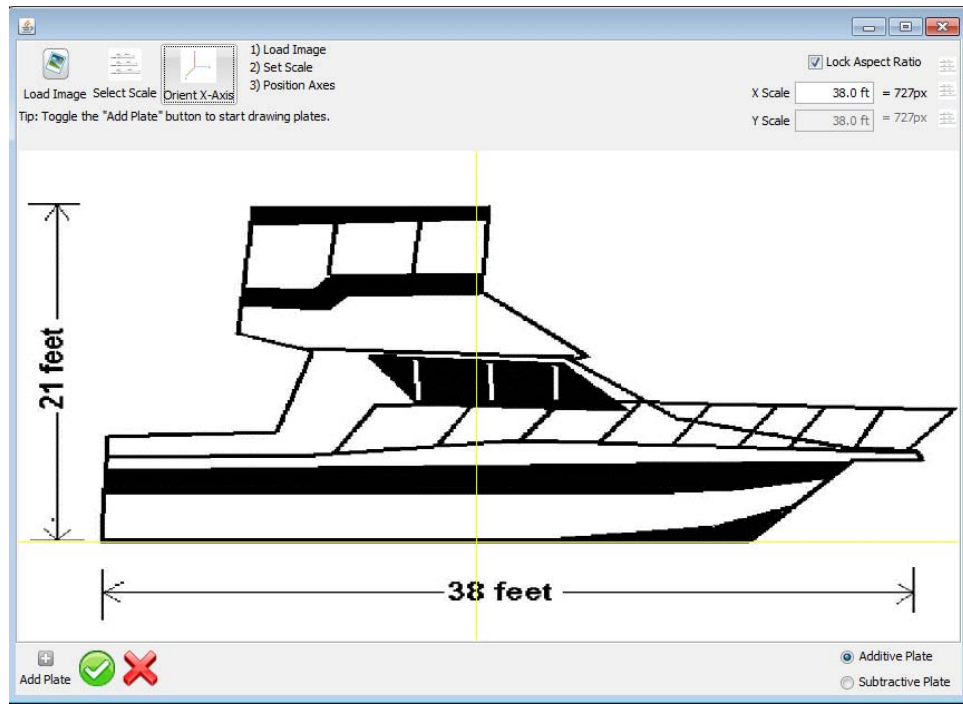 1) Load Image
2) Set Scale
3) Position Axes
Load Image Select Scale Orient X-Axis
Tip: Toggle the "Add Plate" button to start drawing plates.
Lock Aspect Ratio
X Scale 38.0 ft = 727px
Y Scale 38.0 ft = 727px
21 feet
38 feet
Add Plate
Additive Plate
Subtractive Plate